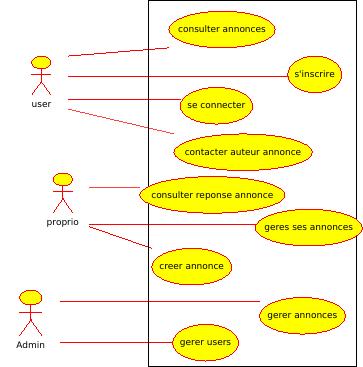 consulter annonces
s'inscrire
user
se connecter
contacter auteur annonce
consulter reponse annonce
proprio
geres ses annonces
creer annonce
gerer annonces
Admin
gerer users